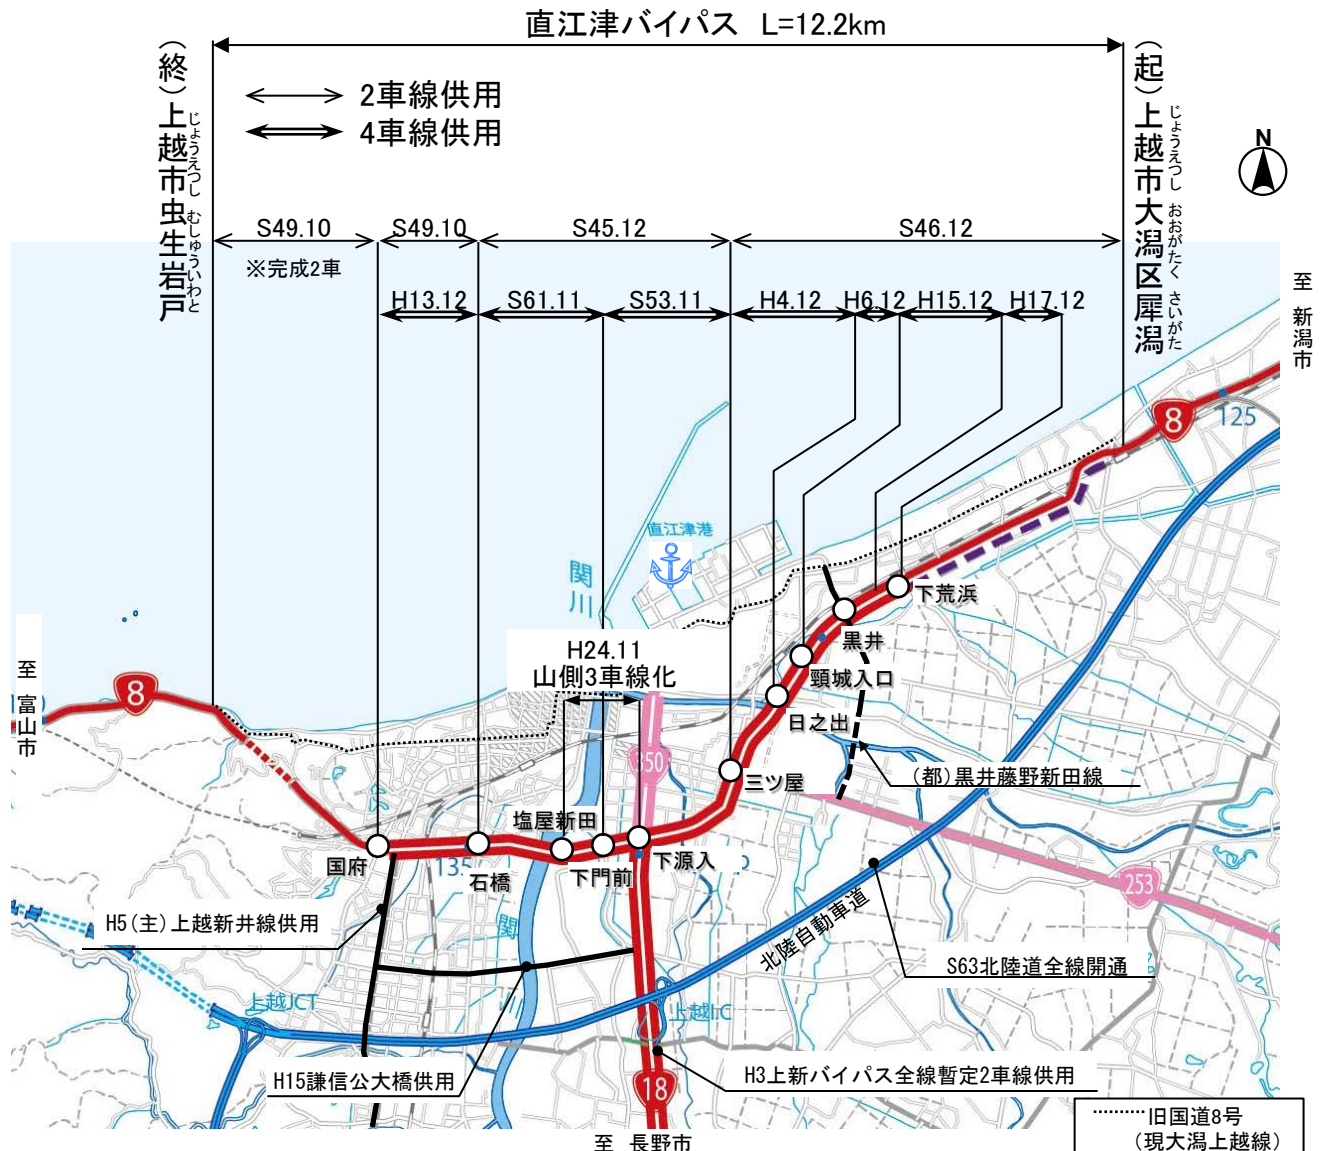 直江津バイパス L=12.2km
(終)上越市虫生岩戸
じょうえつし むしゅういわと
(起)上越市大潟区犀潟
じょうえつし おおがたく さいがた
2車線供用
4車線供用
N
S49.10
S49.10
S45.12
S46.12
※完成2車
H13.12
S61.11
S53.11
H4.12
H6.12
H15.12
H17.12
至 新潟市
8
125
直江津港
関川
下荒浜
黒井
頸城入口
日之出
三ツ屋
H24.11
山側3車線化
至 富山市
8
350
(都)黒井藤野新田線
塩屋新田
国府
135
石橋
下門前
下源入
253
H5(主)上越新井線供用
関川
北陸自動車道
S63北陸道全線開通
上越JCT
上越I.C
H15謙信公大橋供用
H3上新バイパス全線暫定2車線供用
18
至 長野市
旧国道8号
(現大潟上越線)